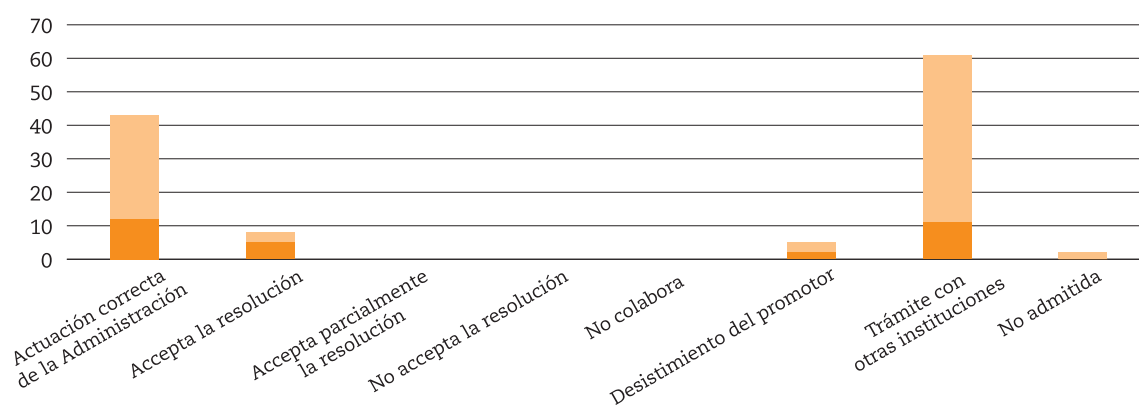 70
60
50
40
30
20
10
0
Actuación correcta
de la Administración
Accepta la resolución
Accepta parcialmente
la resolución
No accepta la resolución
No colabora
Desistimiento del promotor
Trámite con
otras instituciones
No admitida